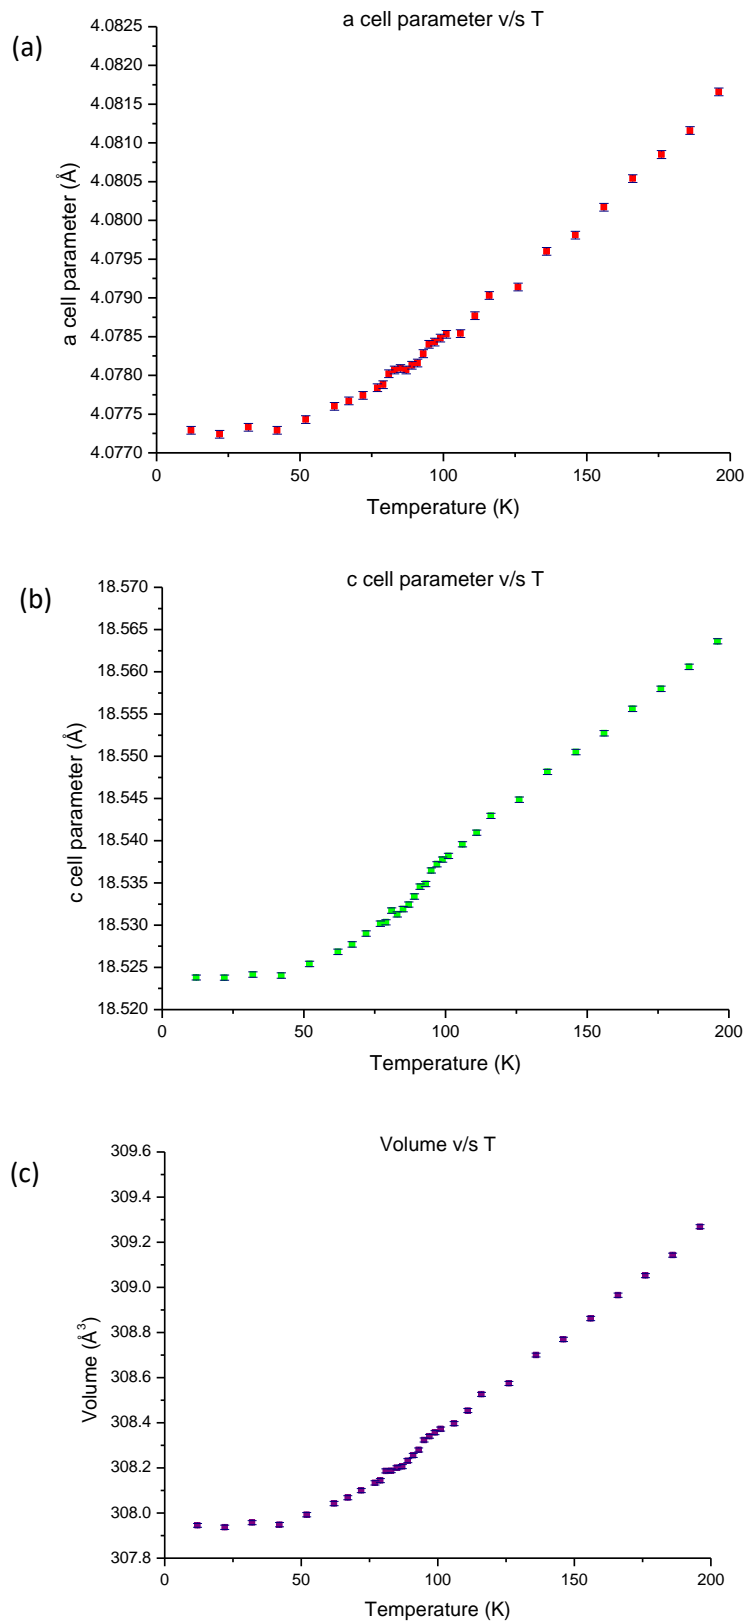 (a)
a cell parameter v/s T
4.0825
4.0820
4.0815
4.0810
4.0805
4.0800
4.0795
4.0790
4.0785
4.0780
4.0775
4.0770
a cell parameter (Å)
0 50 100 150 200
Temperature (K)
(b)
c cell parameter v/s T
18.570
18.565
18.560
18.555
18.550
18.545
18.540
18.535
18.530
18.525
18.520
c cell parameter (Å)
0 50 100 150 200
Temperature (K)
(c)
Volume v/s T
309.6
309.4
309.2
309.0
308.8
308.6
308.4
308.2
308.0
307.8
Volume (Å³)
0 50 100 150 200
Temperature (K)